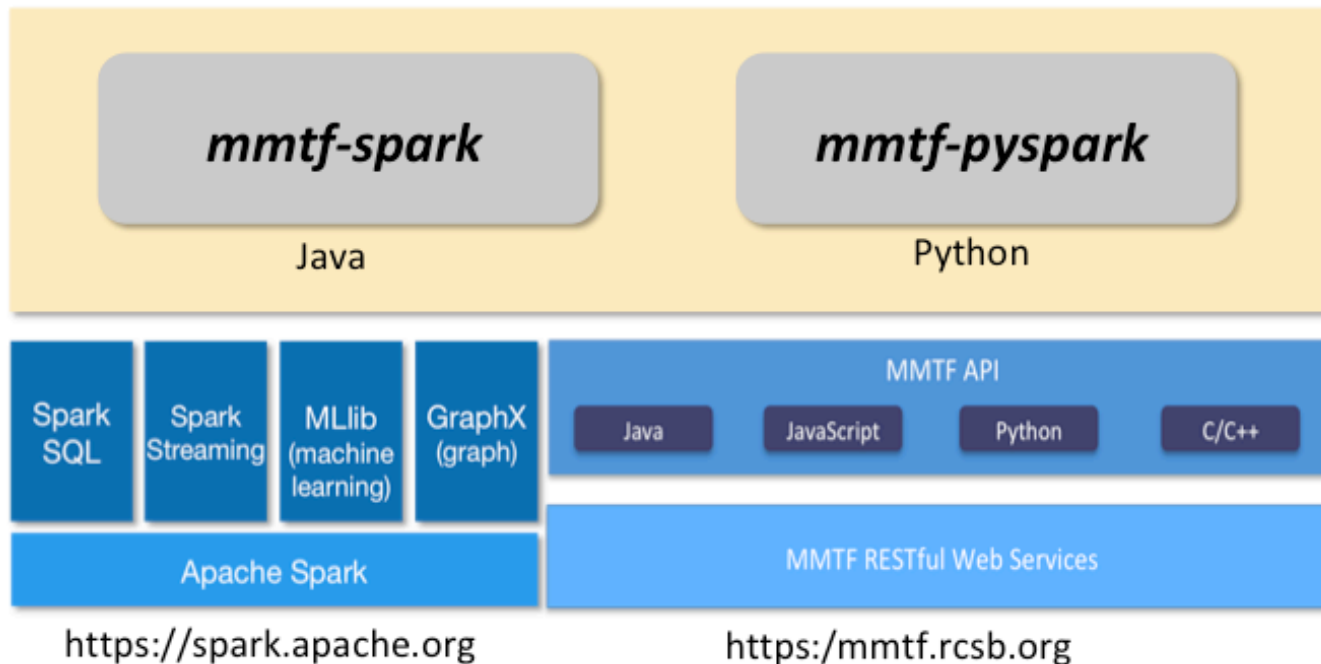 mmtf-spark
mmtf-pyspark
Java
Python
Spark
SQL
Spark
Streaming
MLlib
(machine
learning)
GraphX
(graph)
MMTF API
Java
JavaScript
Python
C/C++
Apache Spark
MMTF RESTful Web Services
https://spark.apache.org
https:/mmtf.rcsb.org